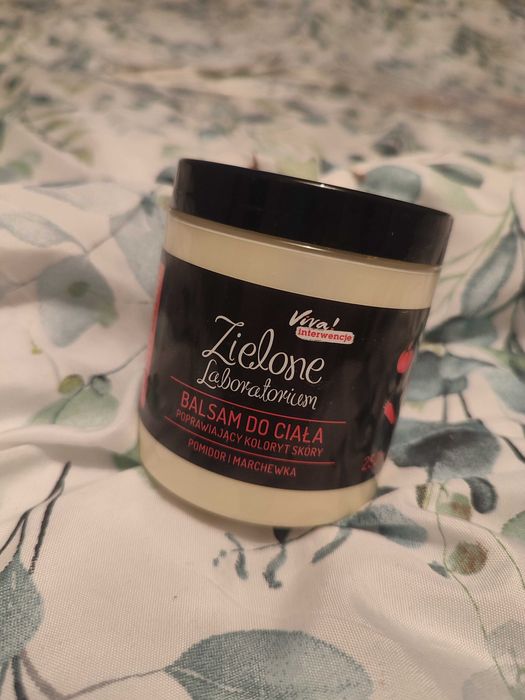 Viva!
interwencje
Zielone
Laboratorium
BALSAM DO CIAŁA
POPRAWIAJĄCY KOLORYT SKÓRY
POMIDOR I MARCHEWKA